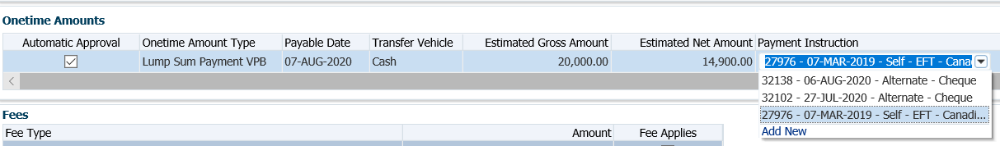 Onetime Amounts
Automatic Approval Onetime Amount Type Payable Date Transfer Vehicle Estimated Gross Amount Estimated Net Amount Payment Instruction
Lump Sum Payment VPB 07-AUG-2020 Cash 20,000.00 14,900.00 27976 - 07-MAR-2019 - Self - EFT - Cana
32138 - 06-AUG-2020 - Alternate - Cheque
32102 - 27-JUL-2020 - Alternate - Cheque
27976 - 07-MAR-2019 - Self - EFT - Canadi...
Add New
Fees
Fee Type Amount Fee Applies